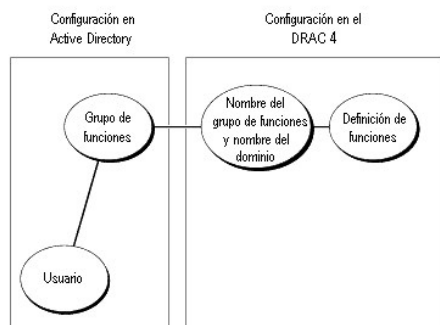 Configuración en
Active Directory
Configuración en el
DRAC 4
Grupo de
funciones
Nombre del
grupo de funciones
y nombre del
dominio
Definición de
funciones
Usuario